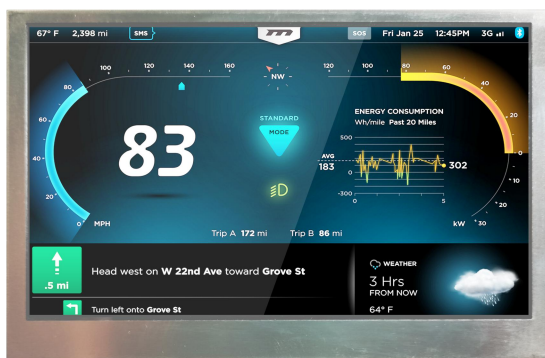 67° F 2,398 mi SMS SOS Fri Jan 25 12:45PM 3G
100 120 140 160 NW 120 100 80 60
80 40
60 20
40 0
20 10
0 MPH 20
kW 30
83
STANDARD
MODE
ENERGY CONSUMPTION
Wh/mile Past 20 Miles
500
AVG
183
302
0
-300
0 5
Trip A 172 mi Trip B 86 mi
.5 mi
Head west on W 22nd Ave toward Grove St
Turn left onto Grove St
WEATHER
3 Hrs
FROM NOW
64° F